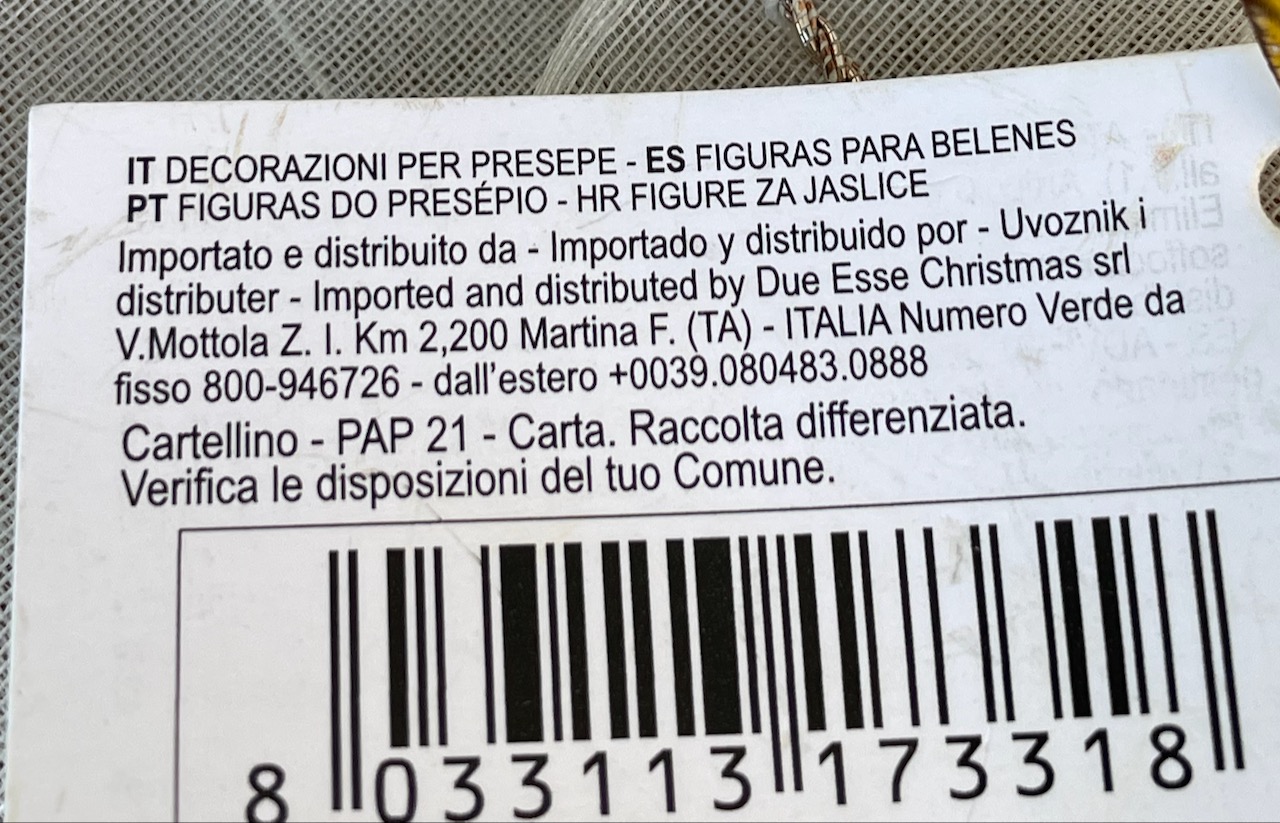 IT DECORAZIONI PER PRESEPE - ES FIGURAS PARA BELENES
PT FIGURAS DO PRESÉPIO - HR FIGURE ZA JASLICE
Importato e distribuito da - Importado y distribuido por - Uvoznik i
distributer - Imported and distributed by Due Esse Christmas srl
V.Mottola Z. I. Km 2,200 Martina F. (TA) - ITALIA Numero Verde da
fisso 800-946726 - dall'estero +0039.080483.0888
Cartellino - PAP 21 - Carta. Raccolta differenziata.
Verifica le disposizioni del tuo Comune.
8 033113 173318